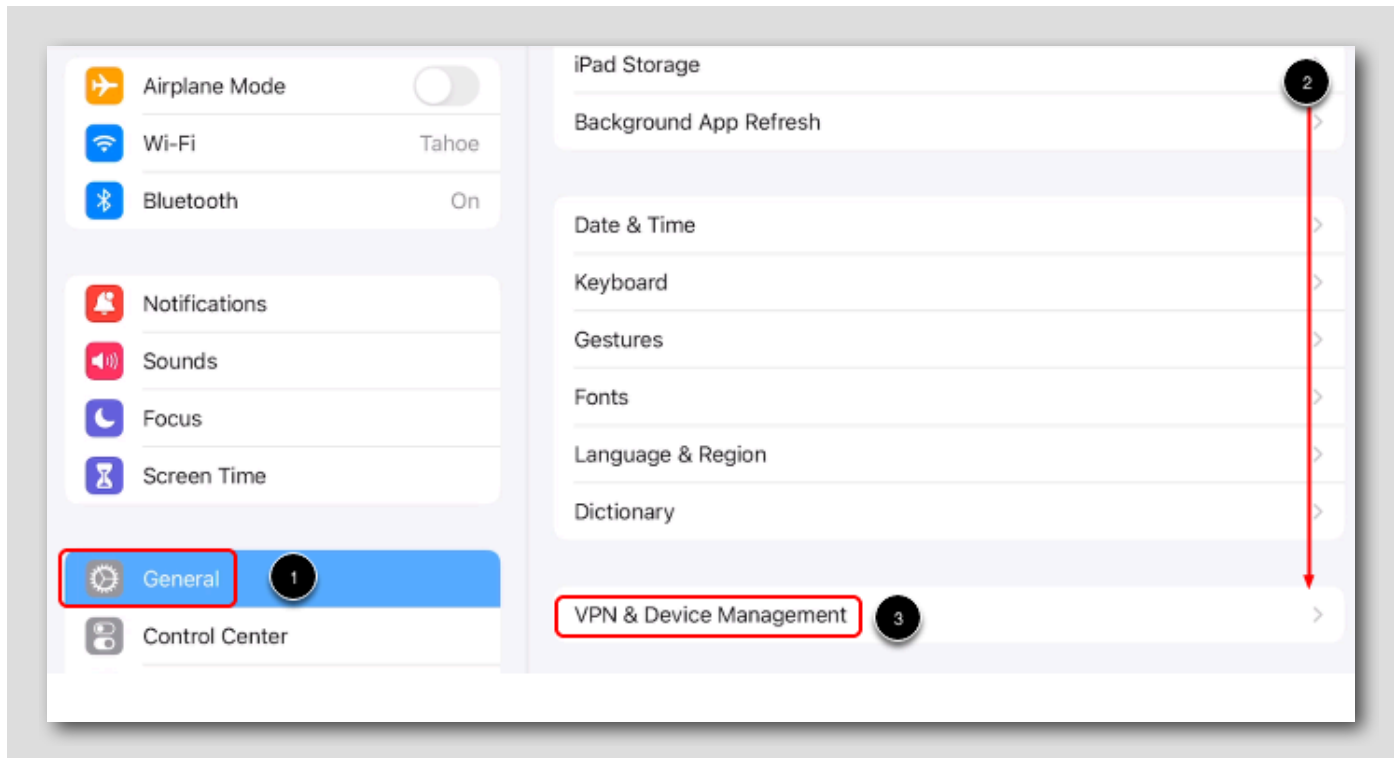 Airplane Mode
Wi-Fi Tahoe
Bluetooth On
Notifications
Sounds
Focus
Screen Time
General 1
Control Center
iPad Storage
2
Background App Refresh
Date & Time
Keyboard
Gestures
Fonts
Language & Region
Dictionary
VPN & Device Management 3